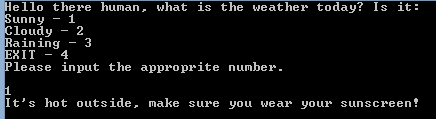 Hello there human, what is the weather today? Is it:
Sunny - 1
Cloudy - 2
Raining - 3
EXIT - 4
Please input the approprite number.
1
It's hot outside, make sure you wear your sunscreen!